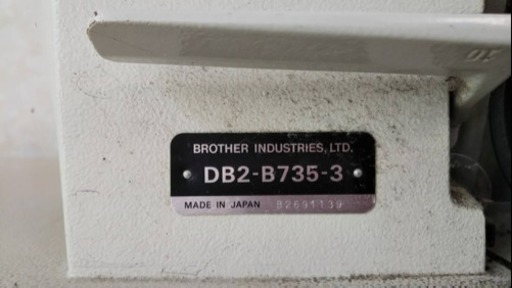 BROTHER INDUSTRIES, LTD.
DB2-B735-3
MADE IN JAPAN